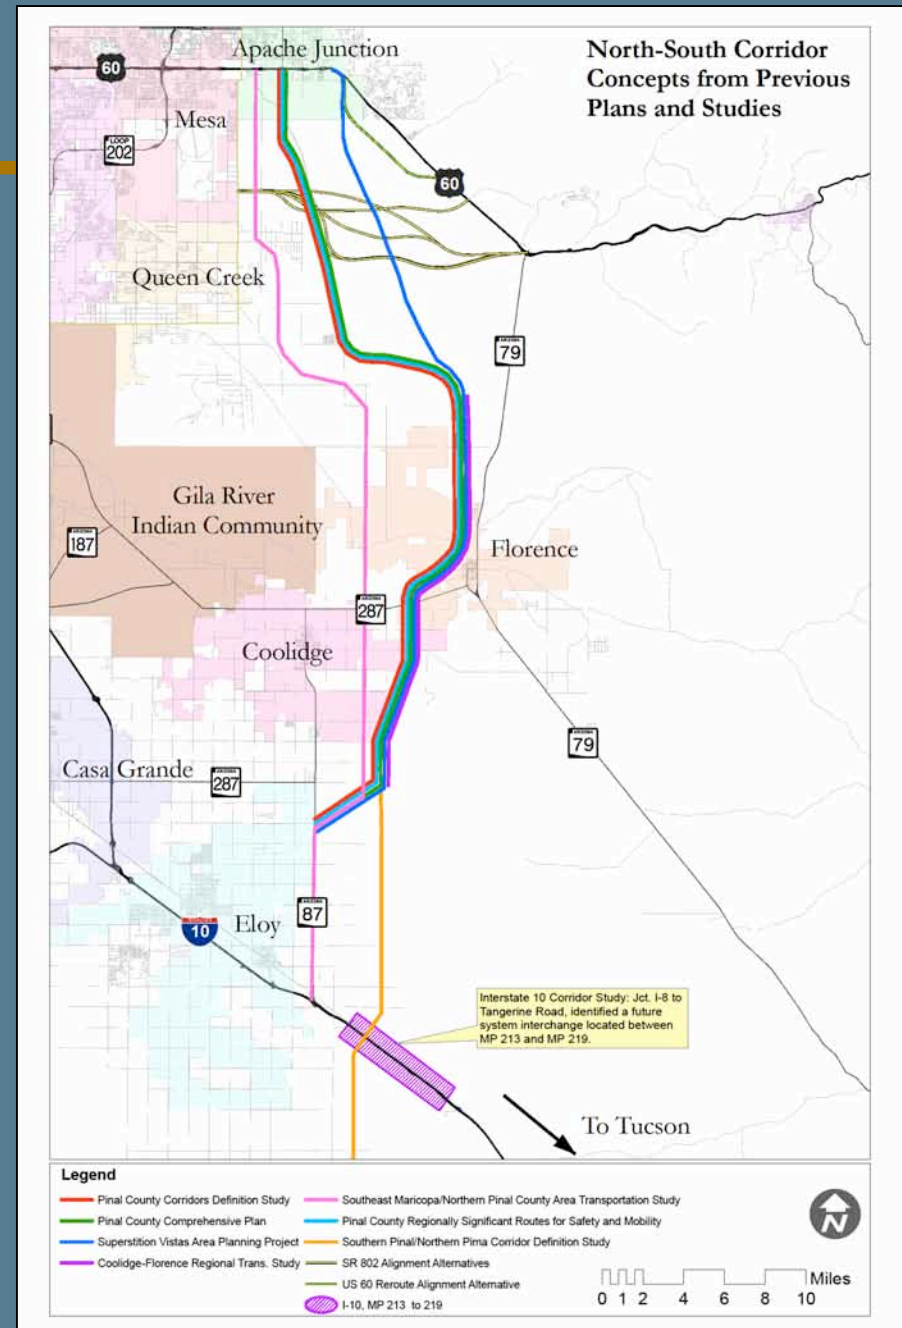 North-South Corridor
Concepts from Previous
Plans and Studies
Apache Junction
60
Mesa
LOOP
202
60
Queen Creek
ARIZONA
79
Gila River
Indian Community
ARIZONA
187
Florence
ARIZONA
287
Coolidge
ARIZONA
79
Casa Grande
ARIZONA
287
ARIZONA
87
Eloy
10
Interstate 10 Corridor Study: Jct. I-8 to
Tangerine Road, identified a future
system interchange located between
MP 213 and MP 219.
To Tucson
Legend
Pinal County Corridors Definition Study
Pinal County Comprehensive Plan
Superstition Vistas Area Planning Project
Coolidge-Florence Regional Trans. Study
Southeast Maricopa/Northern Pinal County Area Transportation Study
Pinal County Regionally Significant Routes for Safety and Mobility
Southern Pinal/Northern Pima Corridor Definition Study
SR 802 Alignment Alternatives
US 60 Reroute Alignment Alternative
I-10, MP 213 to 219
N
Miles
0 1 2 4 6 8 10